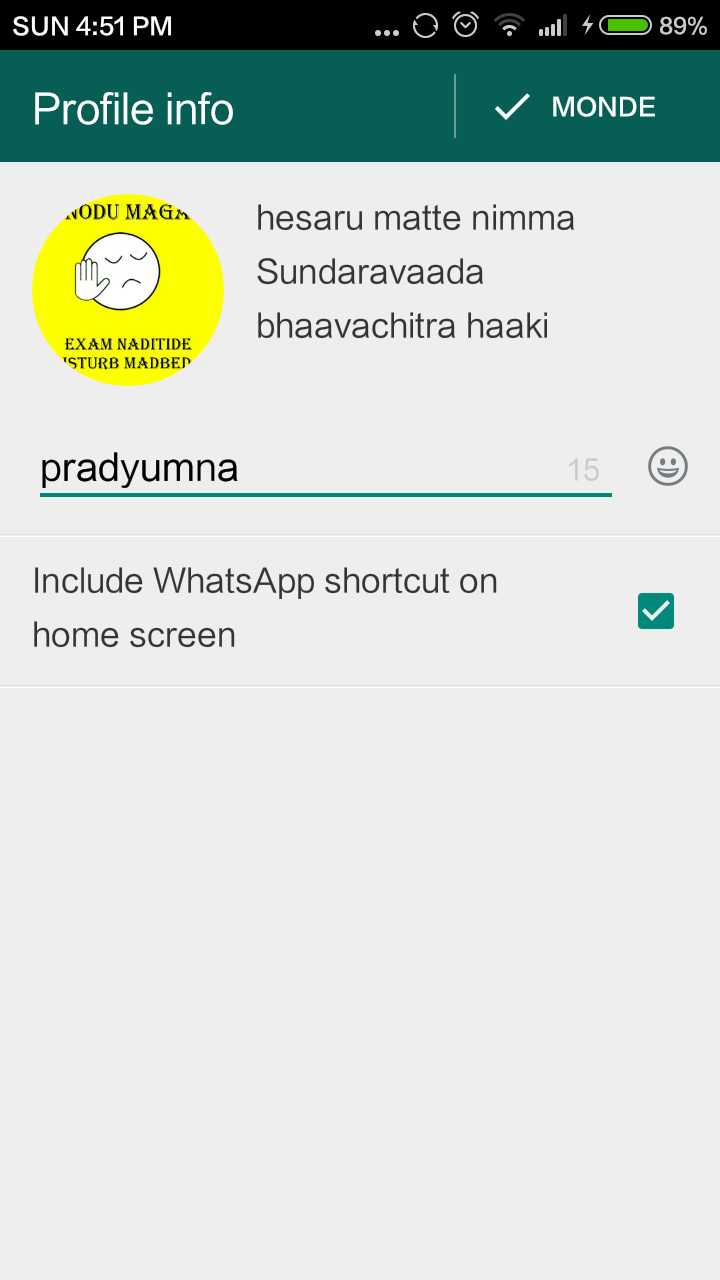 SUN 4:51 PM
89%
Profile info
MONDE
NODU MAGA
EXAM NADITIDE
ISTURB MADBED
hesaru matte nimma
Sundaravaada
bhaavachitra haaki
pradyumna
15
Include WhatsApp shortcut on
home screen